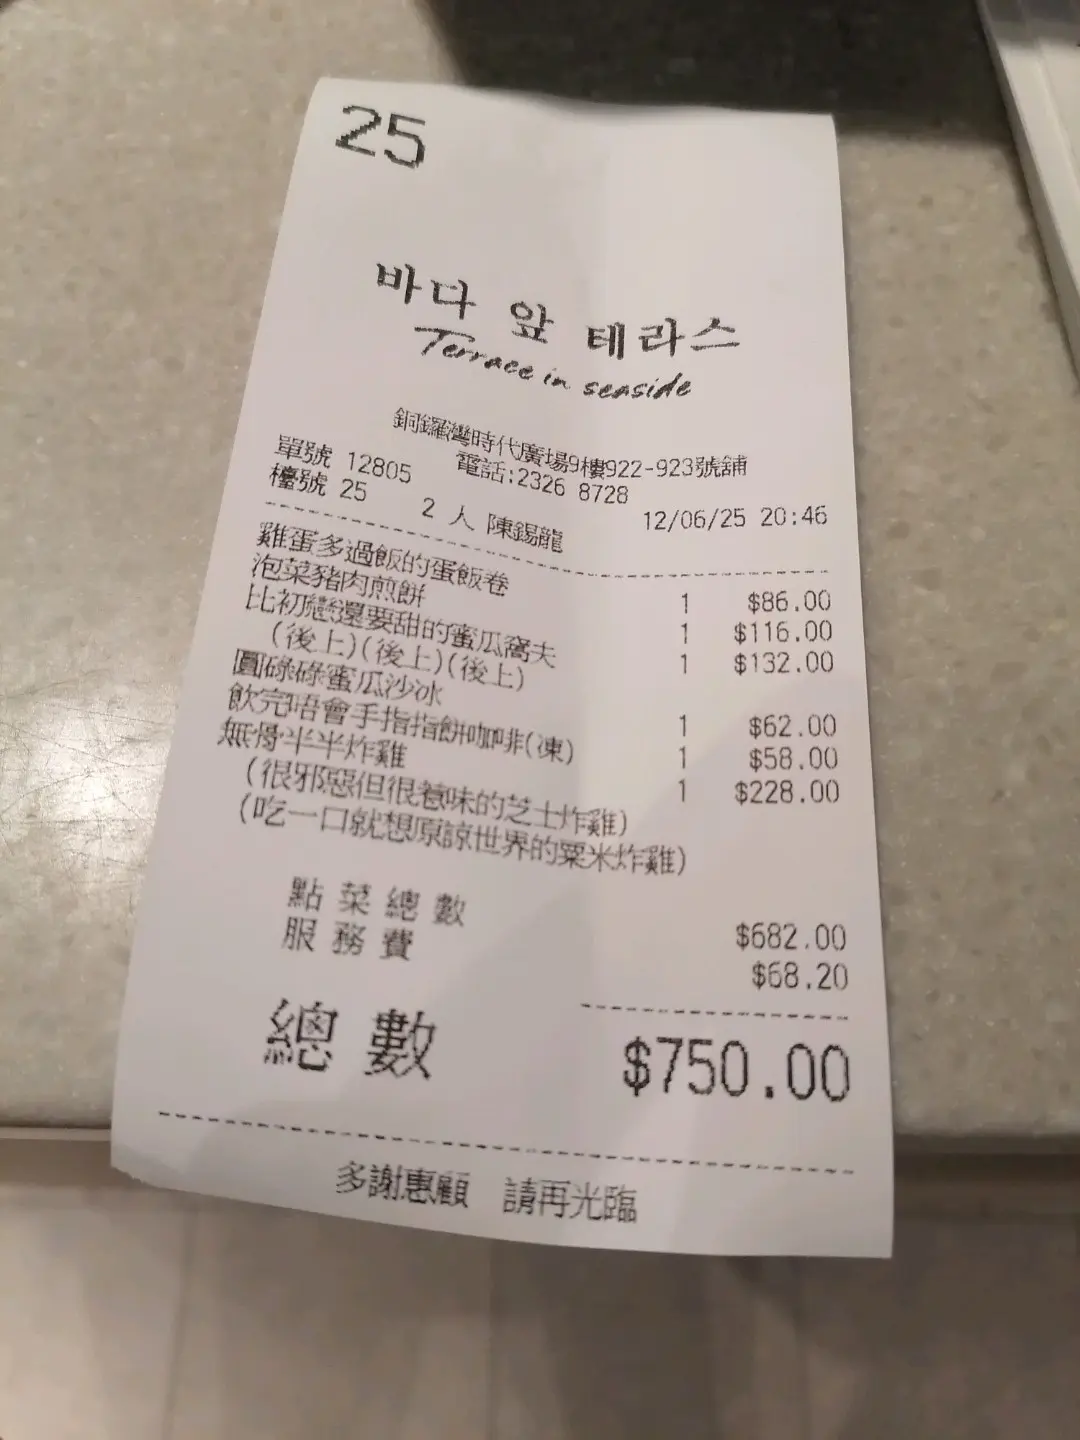 25
바다 앞 테라스
Terrace in seaside
銅鑼灣時代廣場9樓922-923號舖
電話:2326 8728
單號 12805
檯號 25 2 人 陳錫龍 12/06/25 20:46
雞蛋多過飯的蛋飯卷 1 $86.00
泡菜豬肉煎餅 1 $116.00
比初戀還要甜的蜜瓜窩夫 1 $132.00
(後上)(後上)(後上)
圓碌碌蜜瓜沙冰 1 $62.00
飲完唔會手指指餅咖啡(凍) 1 $58.00
無骨半半炸雞 1 $228.00
(很邪惡但很惹味的芝士炸雞)
(吃一口就想原諒世界的粟米炸雞)
點菜總數 $682.00
服務費 $68.20
總數 $750.00
多謝惠顧 請再光臨